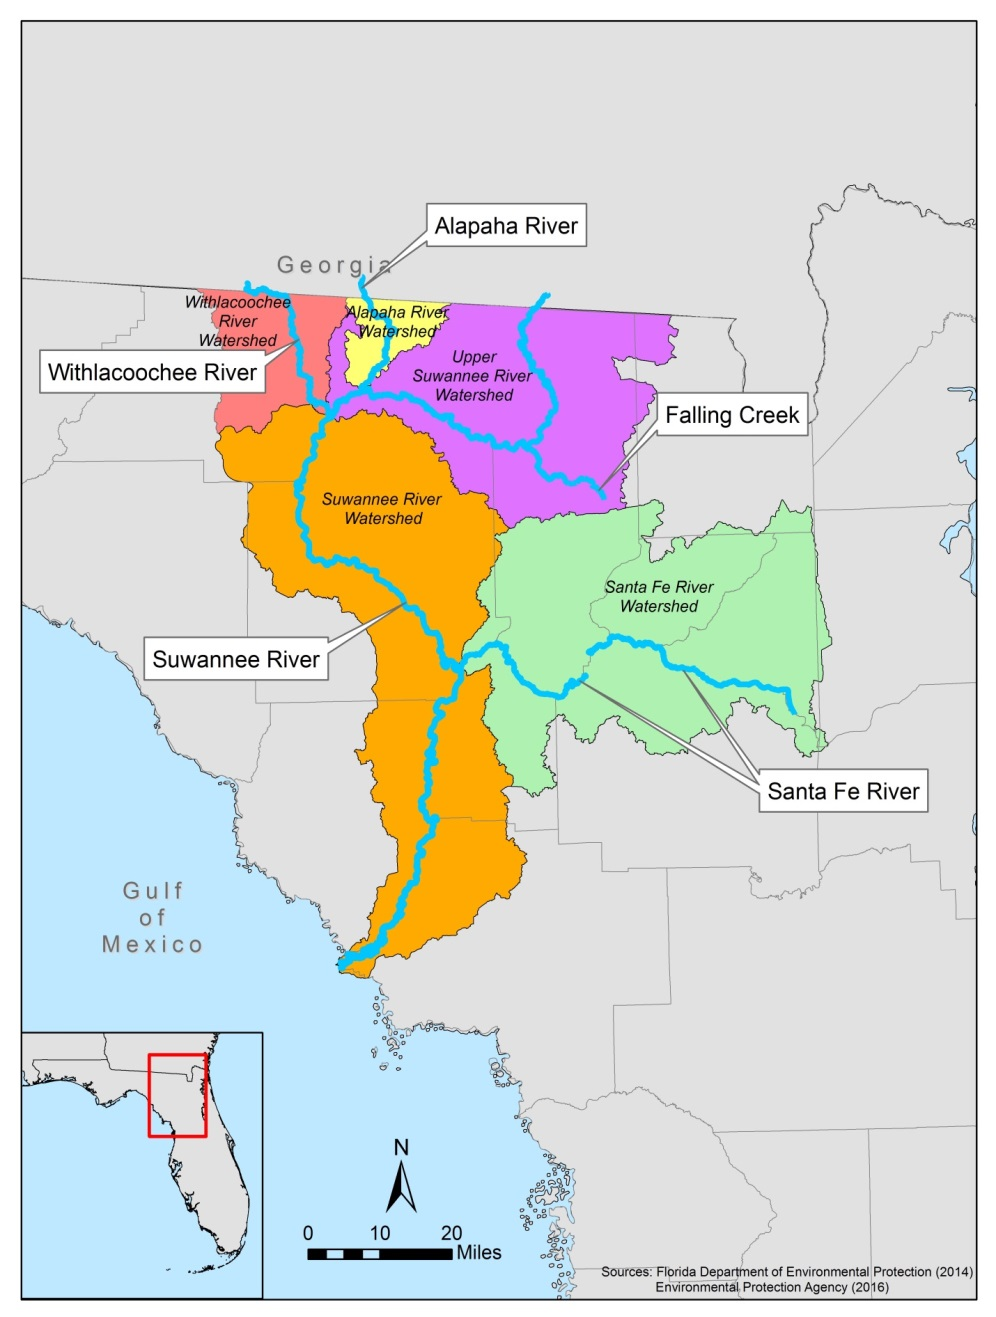 Alapaha River
Georgia
Withlacoochee
River
Watershed
Alapaha River
Watershed
Upper
Suwannee River
Watershed
Withlacoochee River
Falling Creek
Suwannee River
Watershed
Santa Fe River
Watershed
Suwannee River
Santa Fe River
Gulf
of
Mexico
N
0 10 20
Miles
Sources: Florida Department of Environmental Protection (2014)
Environmental Protection Agency (2016)